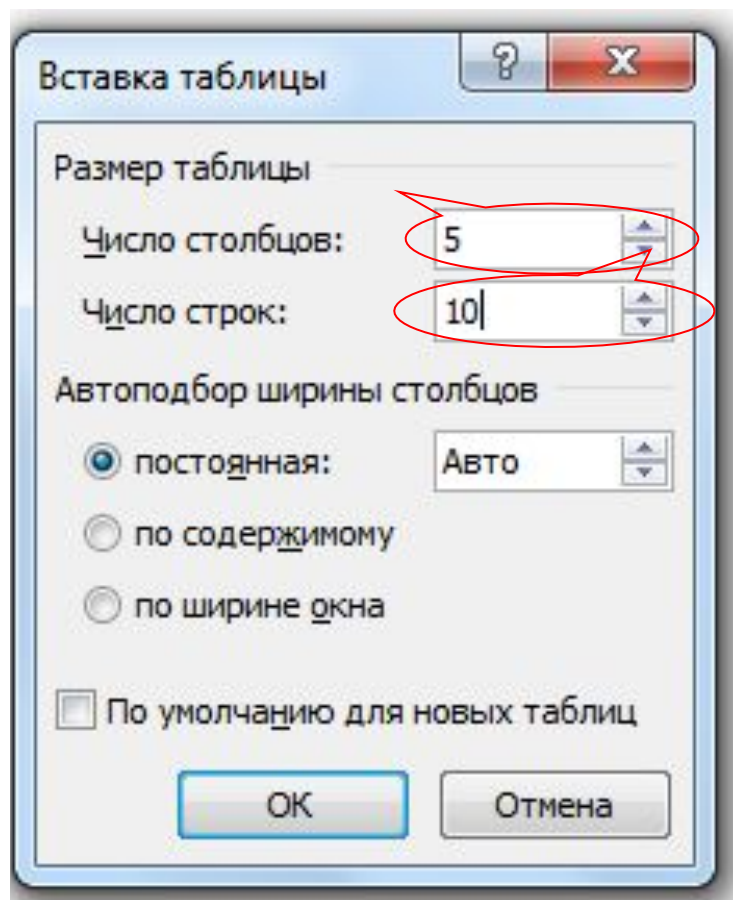 Вставка таблицы ? X
Размер таблицы
Число столбцов: 5
Число строк: 10
Автоподбор ширины столбцов
постоянная: Авто
по содержимому
по ширине окна
По умолчанию для новых таблиц
ОК Отмена